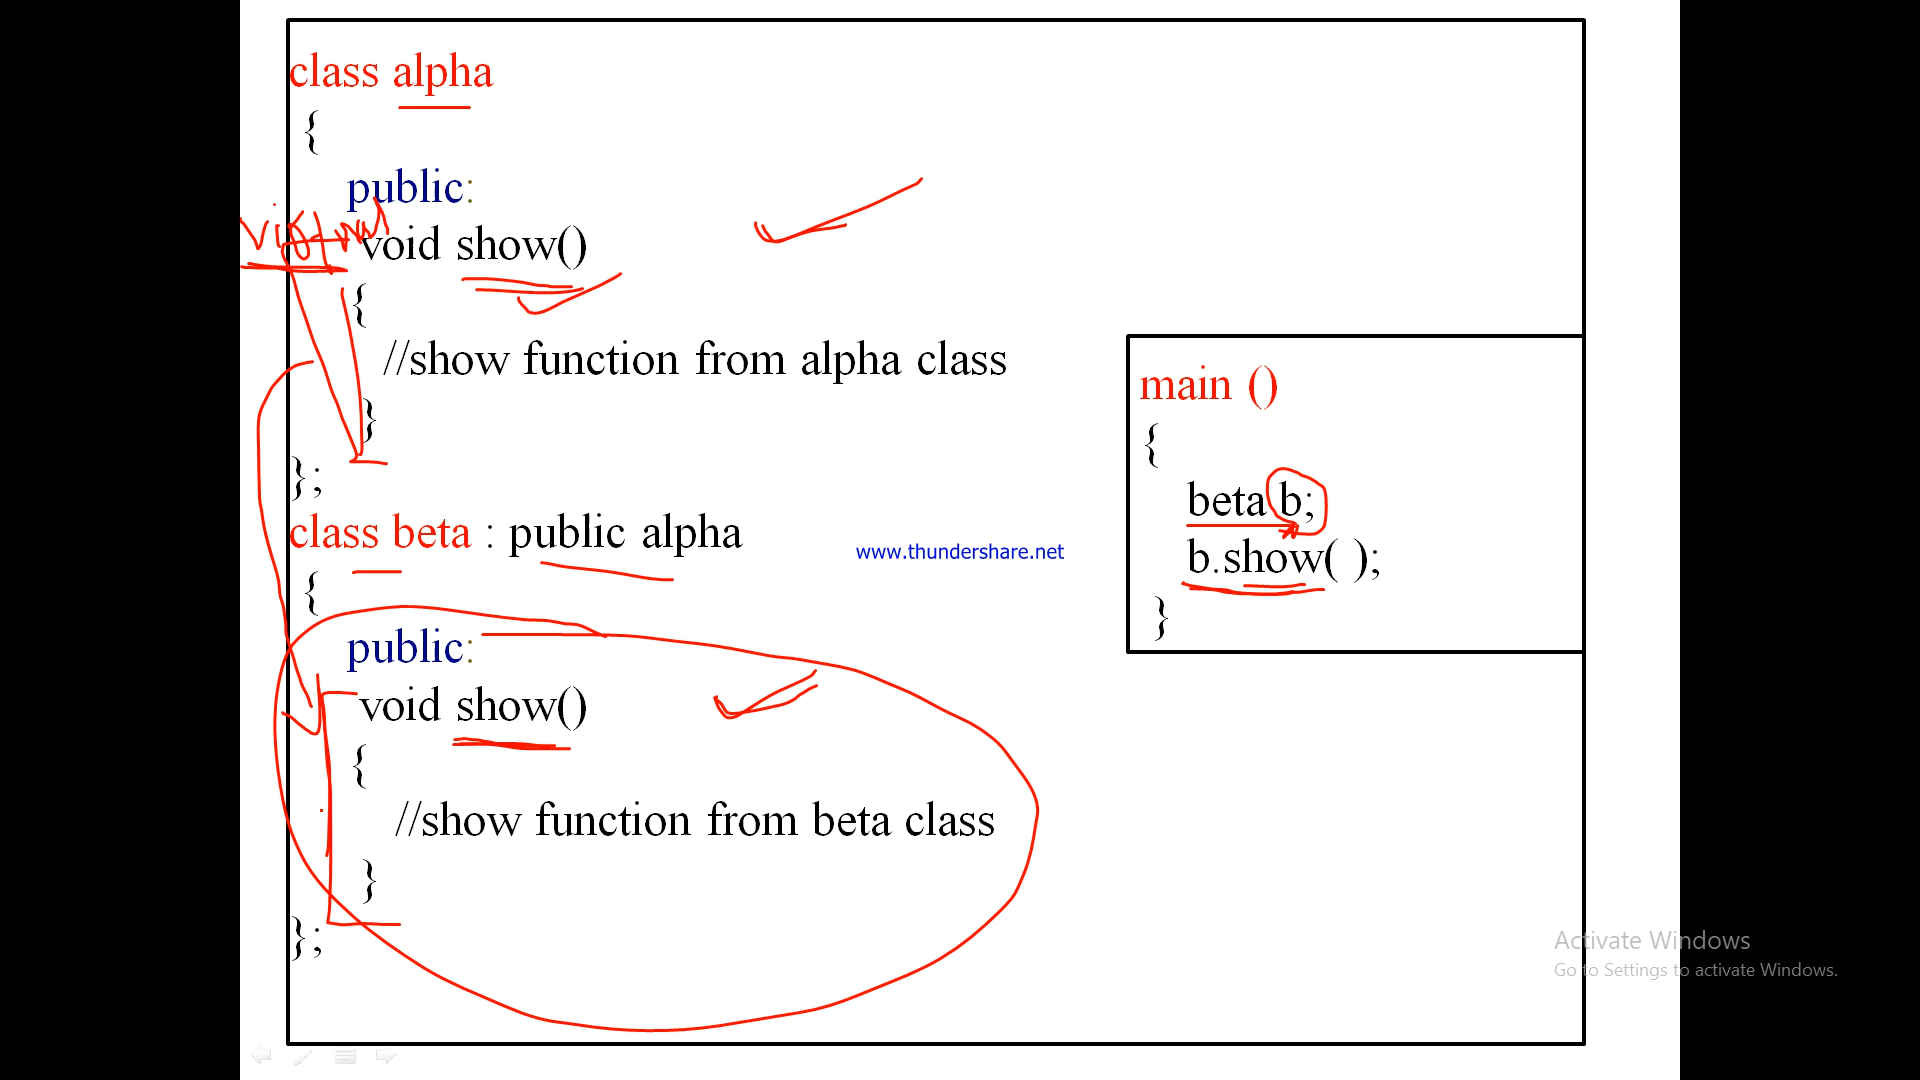 class alpha
{
public:
virtual void show()
{
//show function from alpha class
}
};
class beta : public alpha
{
public:
void show()
{
//show function from beta class
}
};
main ()
{
beta b;
b.show( );
}
www.thundershare.net
Activate Windows
Go to Settings to activate Windows.